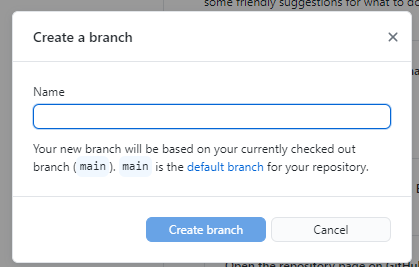 some friendly suggestions for what to do
Create a branch
Name
Your new branch will be based on your currently checked out
branch (main). main is the default branch for your repository.
Create branch
Cancel
Open the repository page on GitHub